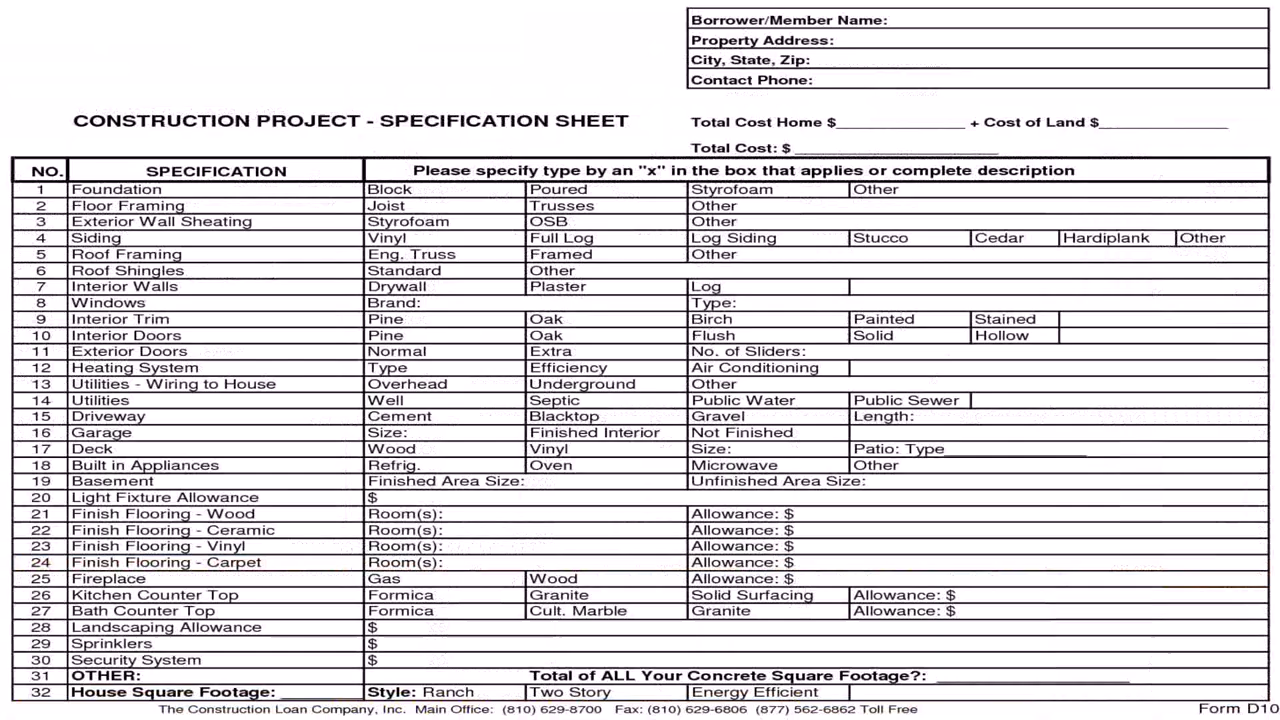 Borrower/Member Name:
Property Address:
City, State, Zip:
Contact Phone:
CONSTRUCTION PROJECT - SPECIFICATION SHEET
Total Cost Home $_______________ + Cost of Land $_______________
Total Cost: $ ________________________
NO. SPECIFICATION Please specify type by an "x" in the box that applies or complete description
1 Foundation Block Poured Styrofoam Other
2 Floor Framing Joist Trusses Other
3 Exterior Wall Sheating Styrofoam OSB Other
4 Siding Vinyl Full Log Log Siding Stucco Cedar Hardiplank Other
5 Roof Framing Eng. Truss Framed Other
6 Roof Shingles Standard Other
7 Interior Walls Drywall Plaster Log
8 Windows Brand: Type:
9 Interior Trim Pine Oak Birch Painted Stained
10 Interior Doors Pine Oak Flush Solid Hollow
11 Exterior Doors Normal Extra No. of Sliders:
12 Heating System Type Efficiency Air Conditioning
13 Utilities - Wiring to House Overhead Underground Other
14 Utilities Well Septic Public Water Public Sewer
15 Driveway Cement Blacktop Gravel Length:
16 Garage Size: Finished Interior Not Finished
17 Deck Wood Vinyl Size: Patio: Type________________
18 Built in Appliances Refrig. Oven Microwave Other
19 Basement Finished Area Size: Unfinished Area Size:
20 Light Fixture Allowance $
21 Finish Flooring - Wood Room(s): Allowance: $
22 Finish Flooring - Ceramic Room(s): Allowance: $
23 Finish Flooring - Vinyl Room(s): Allowance: $
24 Finish Flooring - Carpet Room(s): Allowance: $
25 Fireplace Gas Wood Allowance: $
26 Kitchen Counter Top Formica Granite Solid Surfacing Allowance: $
27 Bath Counter Top Formica Cult. Marble Granite Allowance: $
28 Landscaping Allowance $
29 Sprinklers $
30 Security System $
31 OTHER: Total of ALL Your Concrete Square Footage?: ______________________
32 House Square Footage: _________ Style: Ranch Two Story Energy Efficient
The Construction Loan Company, Inc. Main Office: (810) 629-8700 Fax: (810) 629-6806 (877) 562-6862 Toll Free
Form D10